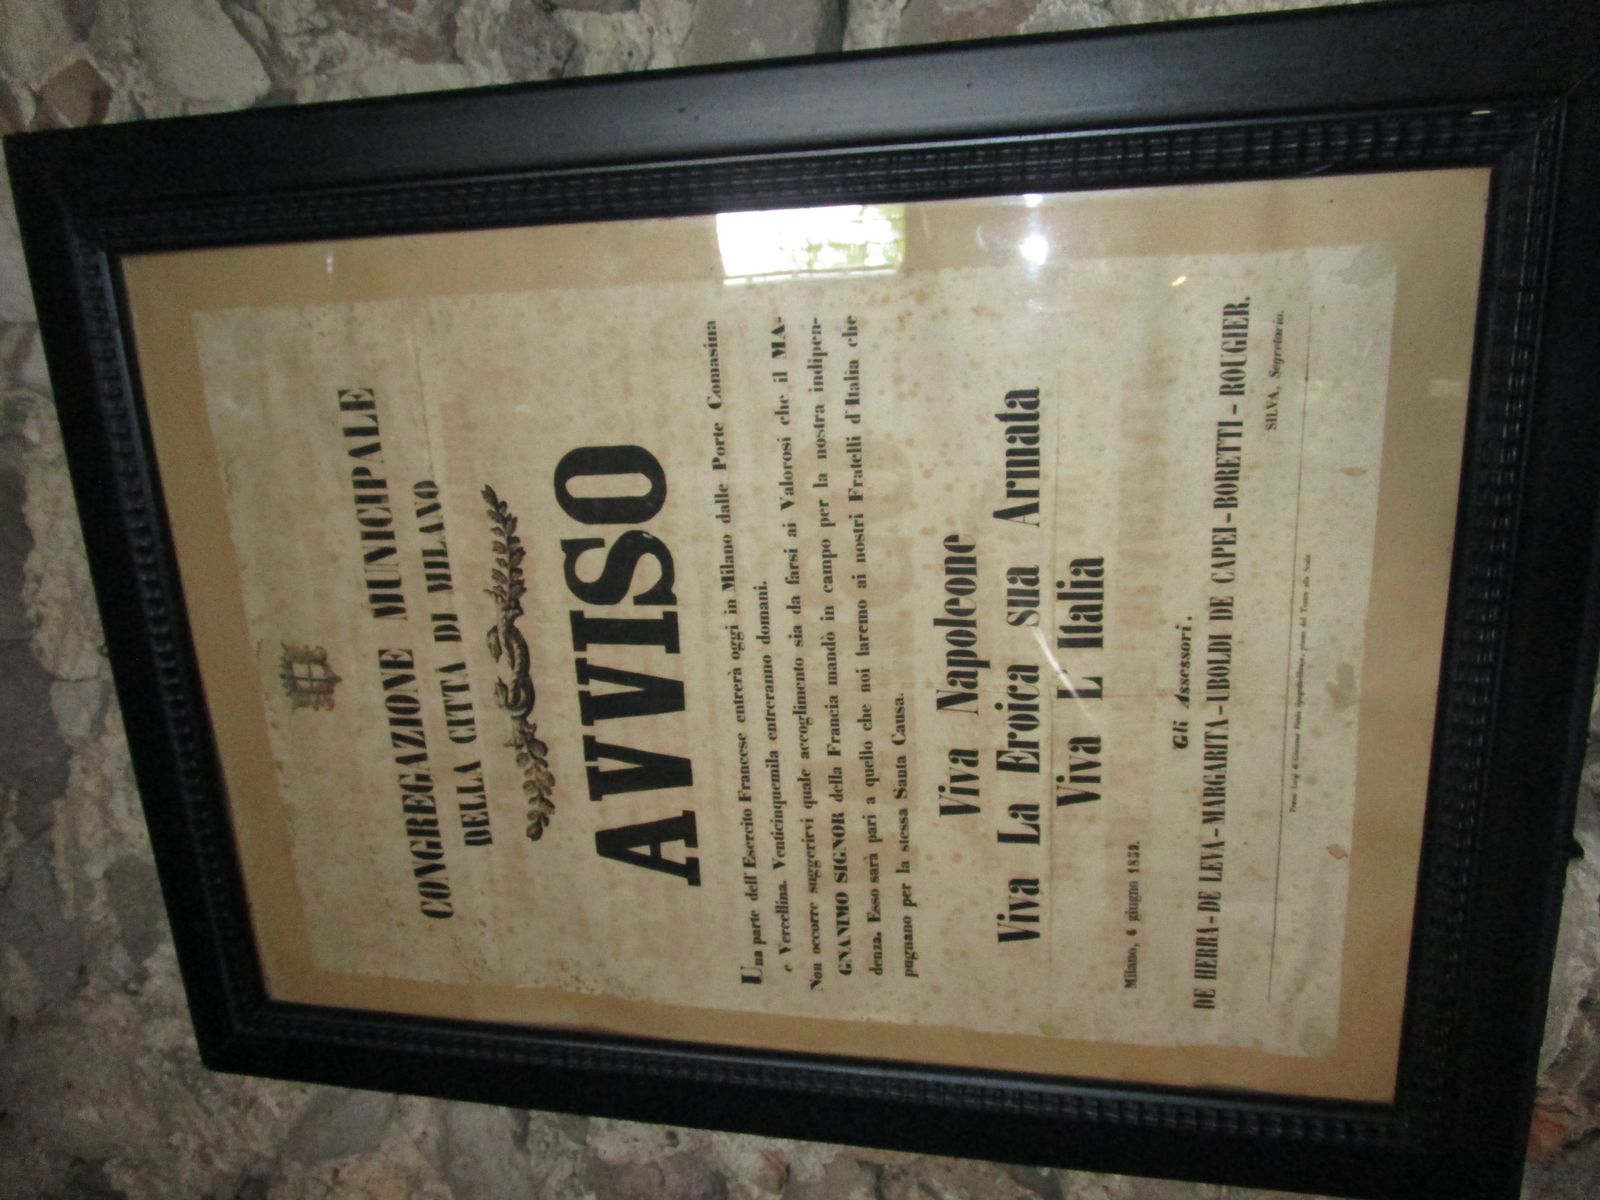 CONGREGAZIONE MUNICIPALE
DELLA CITTÀ DI MILANO
AVVISO
Una parte dell'Esercito Francese entrerà oggi in Milano dalle Porte Comasina
e Vercellina. Venticinquemila entreranno domani.
Non occorre suggerirvi quale accoglimento sia da farsi ai Valorosi che il MA-
GNANIMO SIGNOR della Francia mandò in campo per la nostra indipen-
denza. Esso sarà pari a quello che noi faremo ai nostri Fratelli d'Italia che
pugnano per la stessa Santa Causa.
Viva Napoleone
Viva La Eroica sua Armata
Viva L'Italia
Milano, 6 giugno 1859.
Gli Assessori,
DE HERRA-DE LEVA-MARGARITA-UBOLDI DE CAPEI-BORETTI-ROUGIER.
SILVA, Segretario.